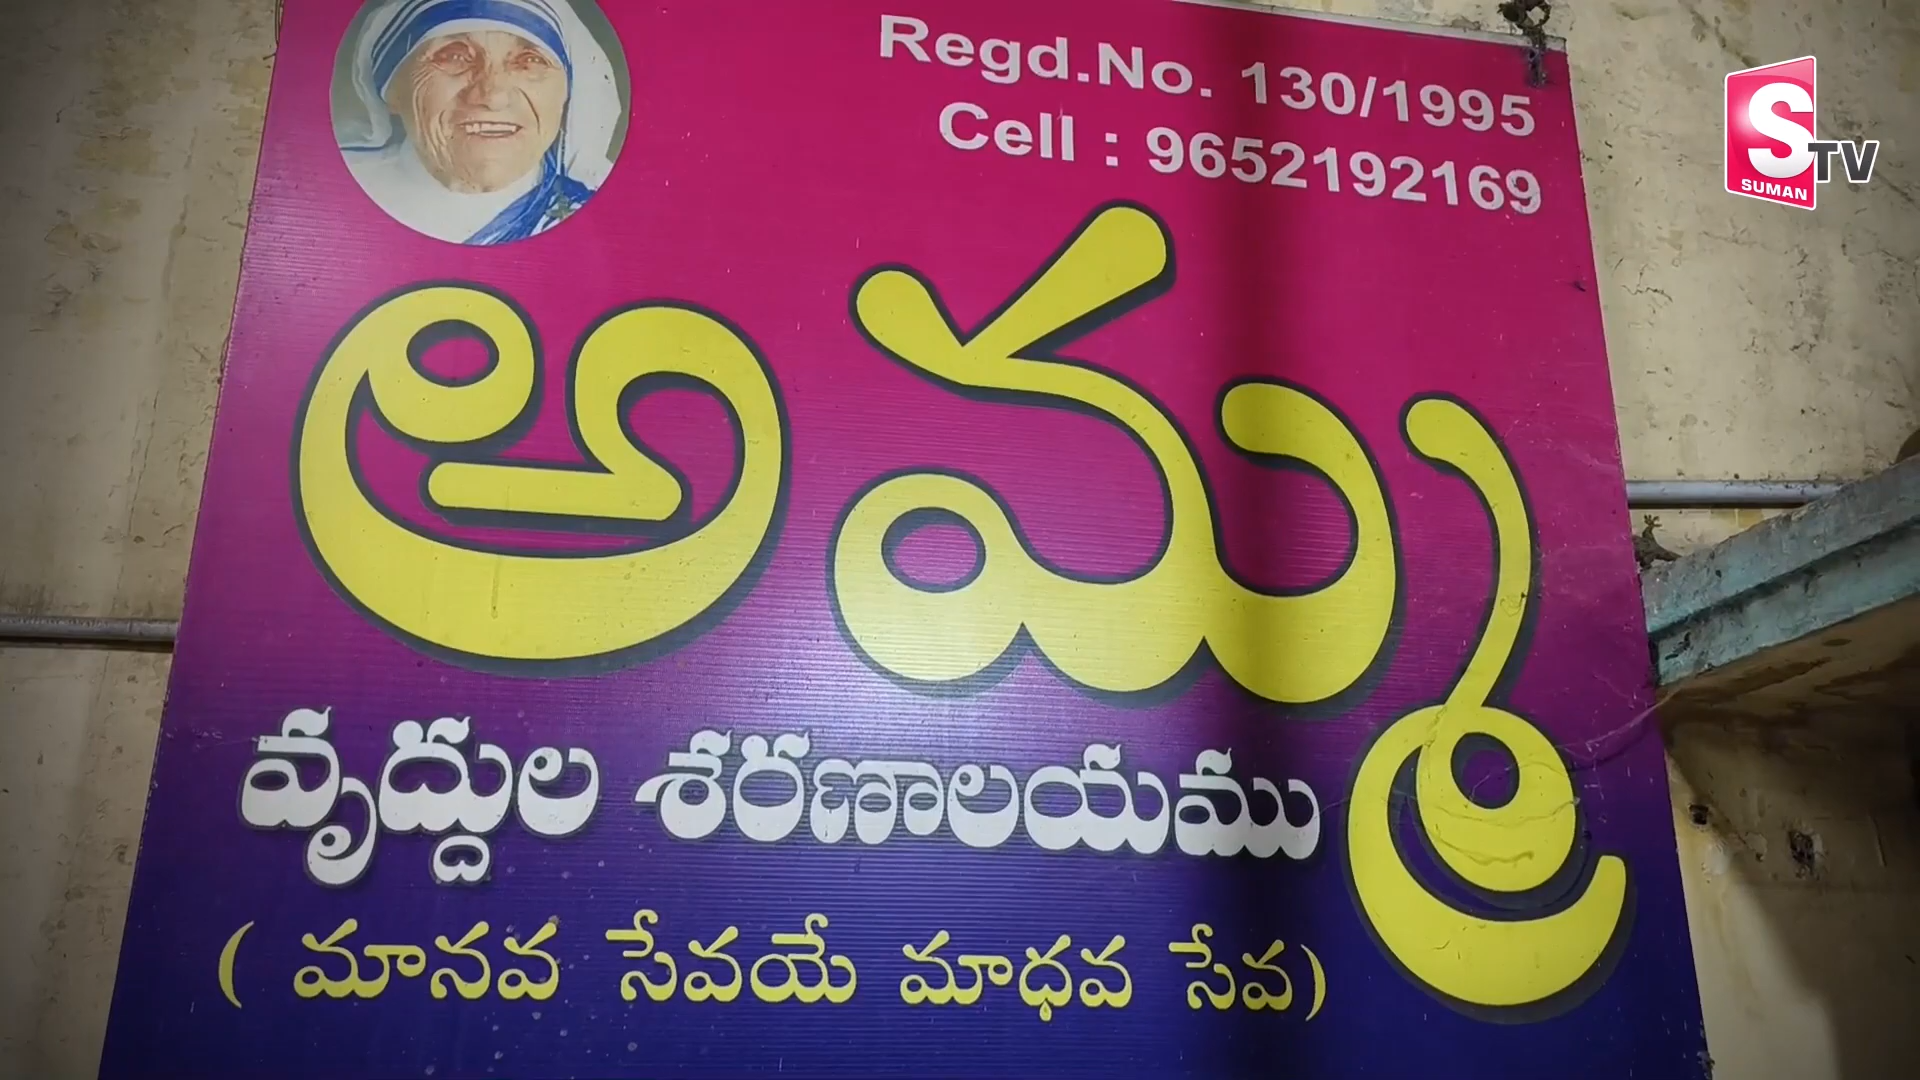 Regd.No. 130/1995
Cell : 9652192169
అమ్మ
వృద్దుల శరణాలయము
( మానవ సేవయే మాధవ సేవ)
S TV
SUMAN